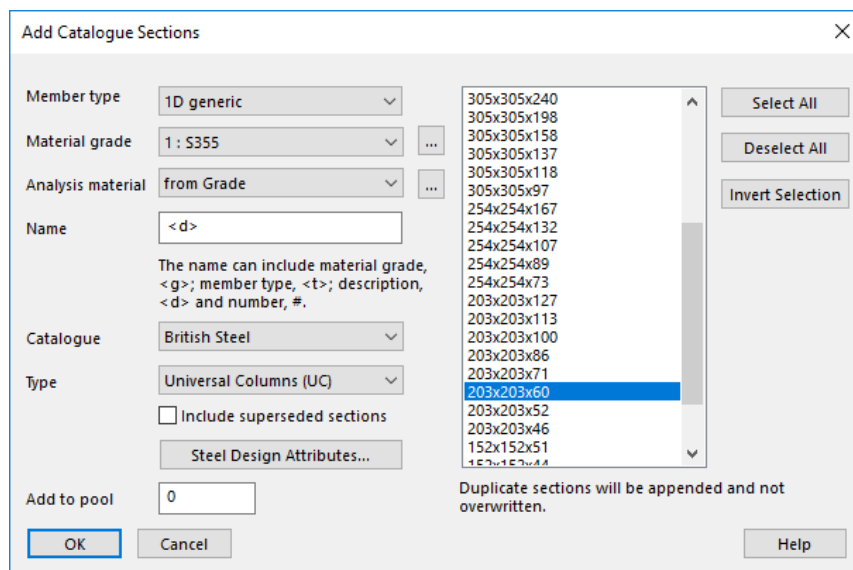 Add Catalogue Sections
Member type
1D generic
Material grade
1 : S355
...
Analysis material
from Grade
...
Name
<d>
The name can include material grade,
<g>; member type, <t>; description,
<d> and number, #.
Catalogue
British Steel
Type
Universal Columns (UC)
Include superseded sections
Steel Design Attributes...
Add to pool
0
OK
Cancel
305x305x240
305x305x198
305x305x158
305x305x137
305x305x118
305x305x97
254x254x167
254x254x132
254x254x107
254x254x89
254x254x73
203x203x127
203x203x113
203x203x100
203x203x86
203x203x71
203x203x60
203x203x52
203x203x46
152x152x51
152x152x44
Duplicate sections will be appended and not
overwritten.
Select All
Deselect All
Invert Selection
Help